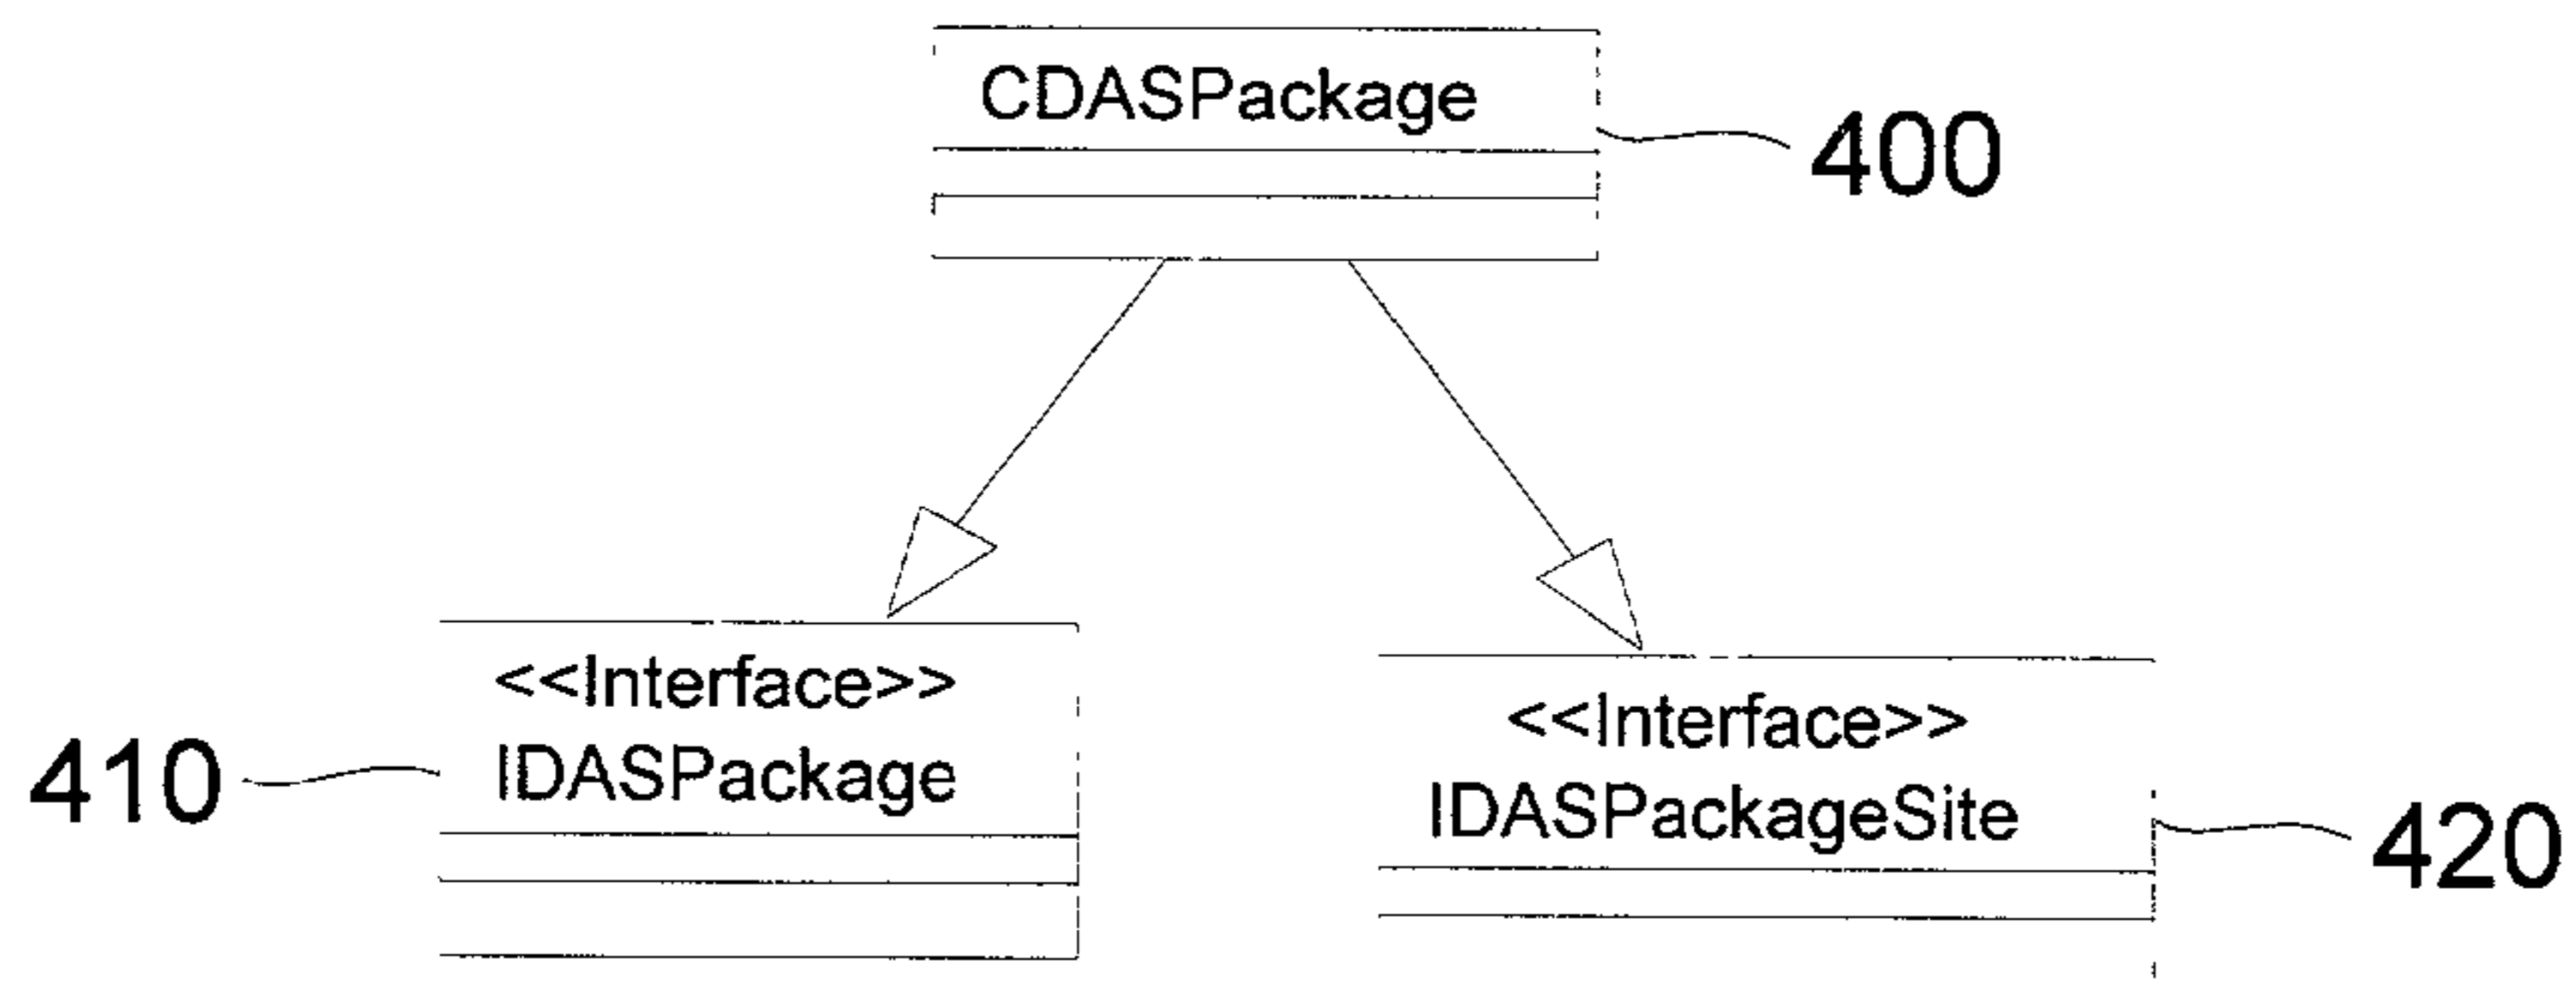 CDASPackage
400
<<Interface>>
IDASPackage
410
<<Interface>>
IDASPackageSite
420